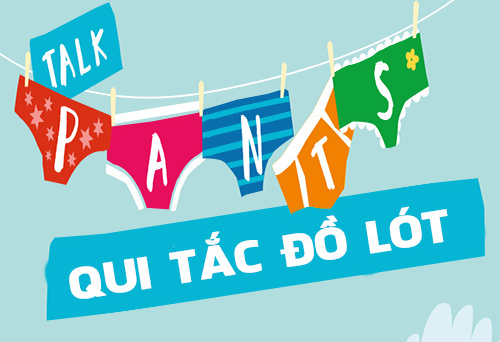 TALK
PANTS
QUI TẮC ĐỒ LÓT